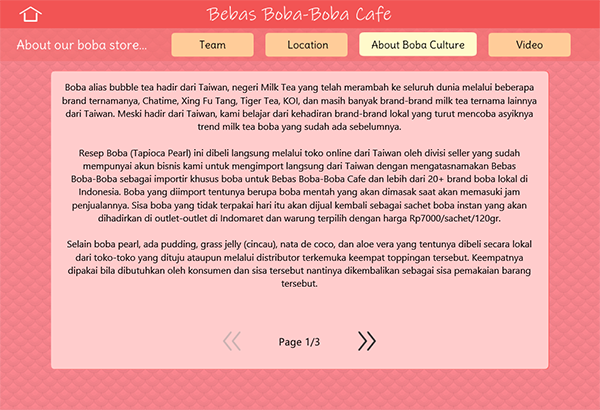 Bebas Boba-Boba Cafe
About our boba store...
Team
Location
About Boba Culture
Video
Boba alias bubble tea hadir dari Taiwan, negeri Milk Tea yang telah merambah ke seluruh dunia melalui beberapa
brand ternamanya, Chatime, Xing Fu Tang, Tiger Tea, KOI, dan masih banyak brand-brand milk tea ternama lainnya
dari Taiwan. Meski hadir dari Taiwan, kami belajar dari kehadiran brand-brand lokal yang turut mencoba asyiknya
trend milk tea boba yang sudah ada sebelumnya.
Resep Boba (Tapioca Pearl) ini dibeli langsung melalui toko online dari Taiwan oleh divisi seller yang sudah
mempunyai akun bisnis kami untuk mengimport langsung dari Taiwan dengan mengatasnamakan Bebas
Boba-Boba sebagai importir khusus boba untuk Bebas Boba-Boba Cafe dan lebih dari 20+ brand boba lokal di
Indonesia. Boba yang diimport tentunya berupa boba mentah yang akan dimasak saat akan memasuki jam
penjualannya. Sisa boba yang tidak terpakai hari itu akan dijual kembali sebagai sachet boba instan yang akan
dihadirkan di outlet-outlet di Indomaret dan warung terpilih dengan harga Rp7000/sachet/120gr.
Selain boba pearl, ada pudding, grass jelly (cincau), nata de coco, dan aloe vera yang tentunya dibeli secara lokal
dari toko-toko yang dituju ataupun melalui distributor terkemuka keempat toppingan tersebut. Keempatnya
dipakai bila dibutuhkan oleh konsumen dan sisa tersebut nantinya dikembalikan sebagai sisa pemakaian barang
tersebut.
Page 1/3